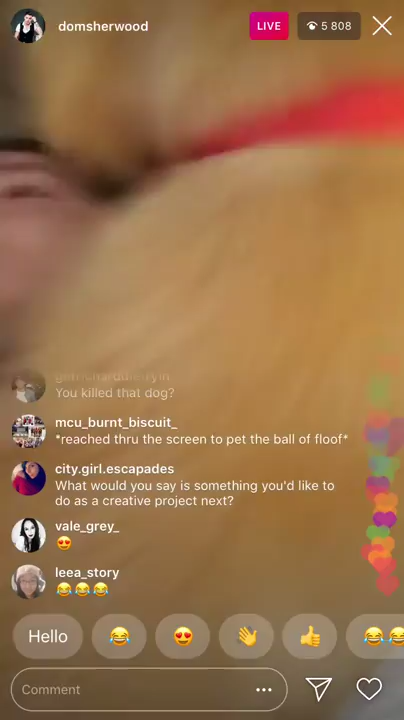 domsherwood
LIVE
5 808
You killed that dog?
mcu_burnt_biscuit_
*reached thru the screen to pet the ball of floof*
city.girl.escapades
What would you say is something you'd like to
do as a creative project next?
vale_grey_
😍
leea_story
😂😂😂
Hello 😂 😍 👋 👍 😂😂
Comment